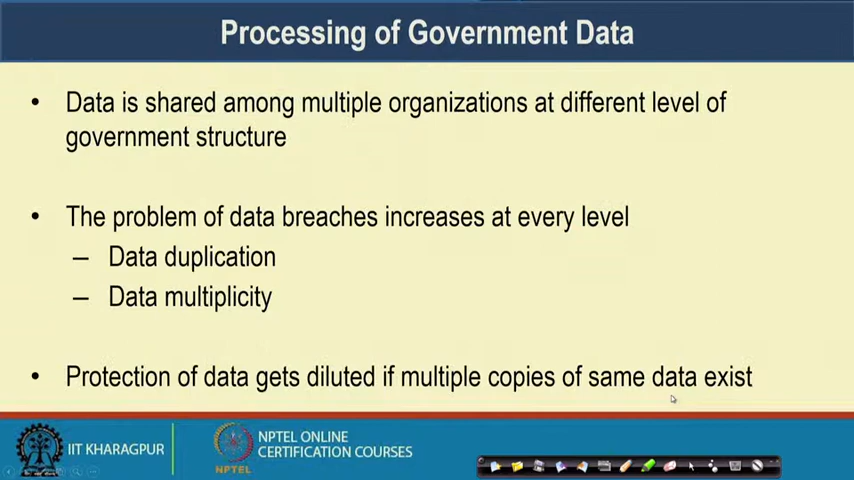 Processing of Government Data
• Data is shared among multiple organizations at different level of
government structure
• The problem of data breaches increases at every level
– Data duplication
– Data multiplicity
• Protection of data gets diluted if multiple copies of same data exist
IIT KHARAGPUR
NPTEL
NPTEL ONLINE
CERTIFICATION COURSES